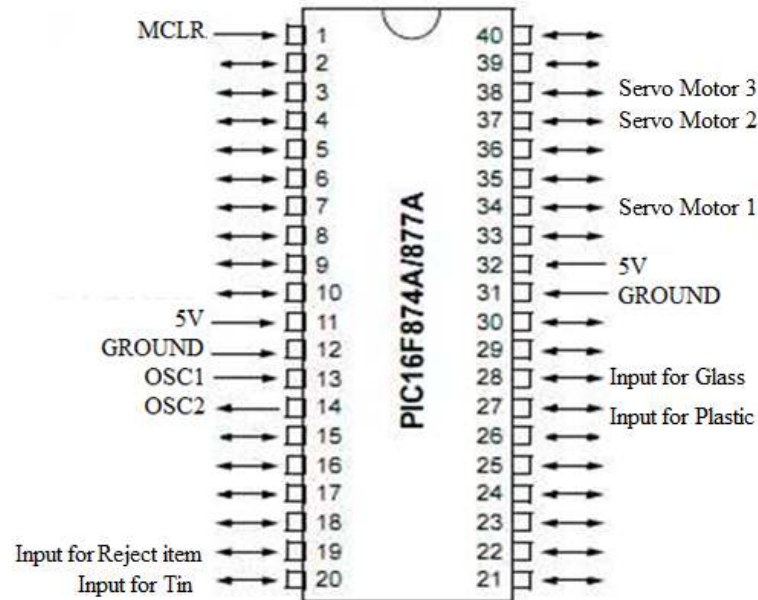 MCLR 1 40
2 39
3 38 Servo Motor 3
4 37 Servo Motor 2
5 36
6 35
7 34 Servo Motor 1
8 33
9 32 5V
10 31 GROUND
5V 11 30
GROUND 12 29
OSC1 13 28 Input for Glass
OSC2 14 27 Input for Plastic
15 26
16 25
17 24
18 23
Input for Reject item 19 22
Input for Tin 20 21
PIC16F874A/877A